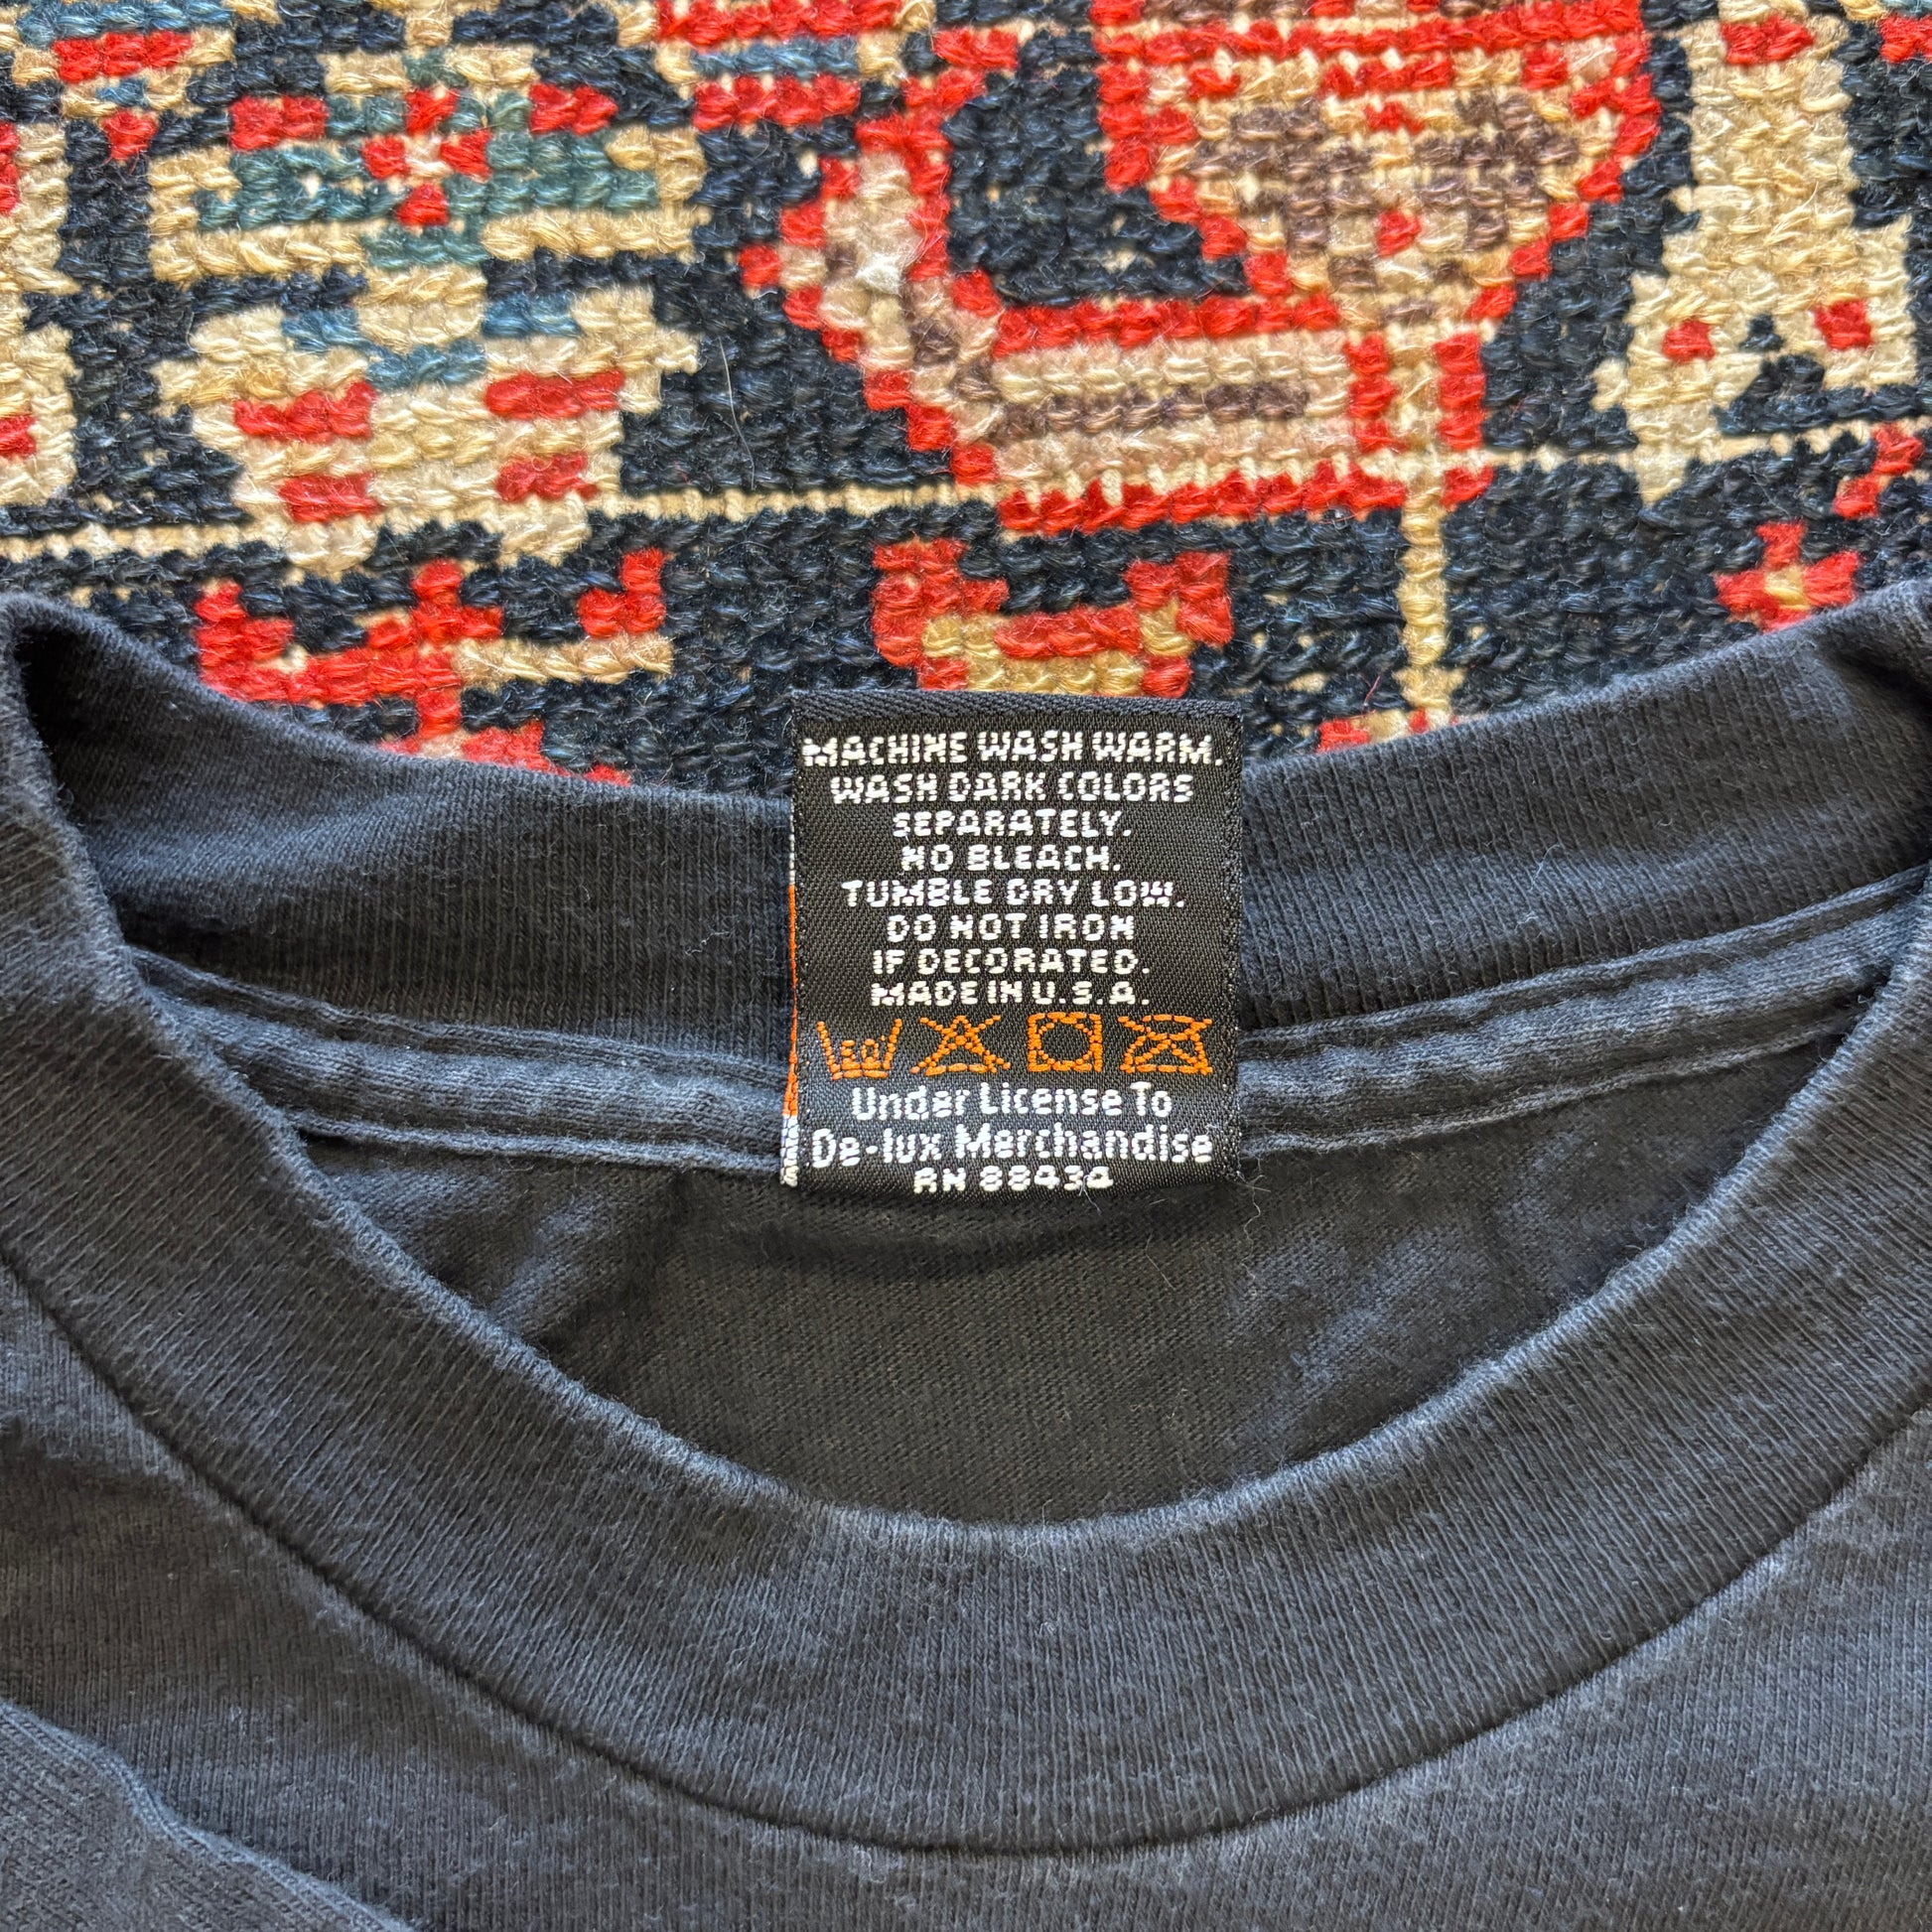 MACHINE WASH WARM.
WASH DARK COLORS
SEPARATELY.
NO BLEACH.
TUMBLE DRY LOW.
DO NOT IRON
IF DECORATED.
MADE IN U.S.A.
Under License To
De-lux Merchandise
RN 88434